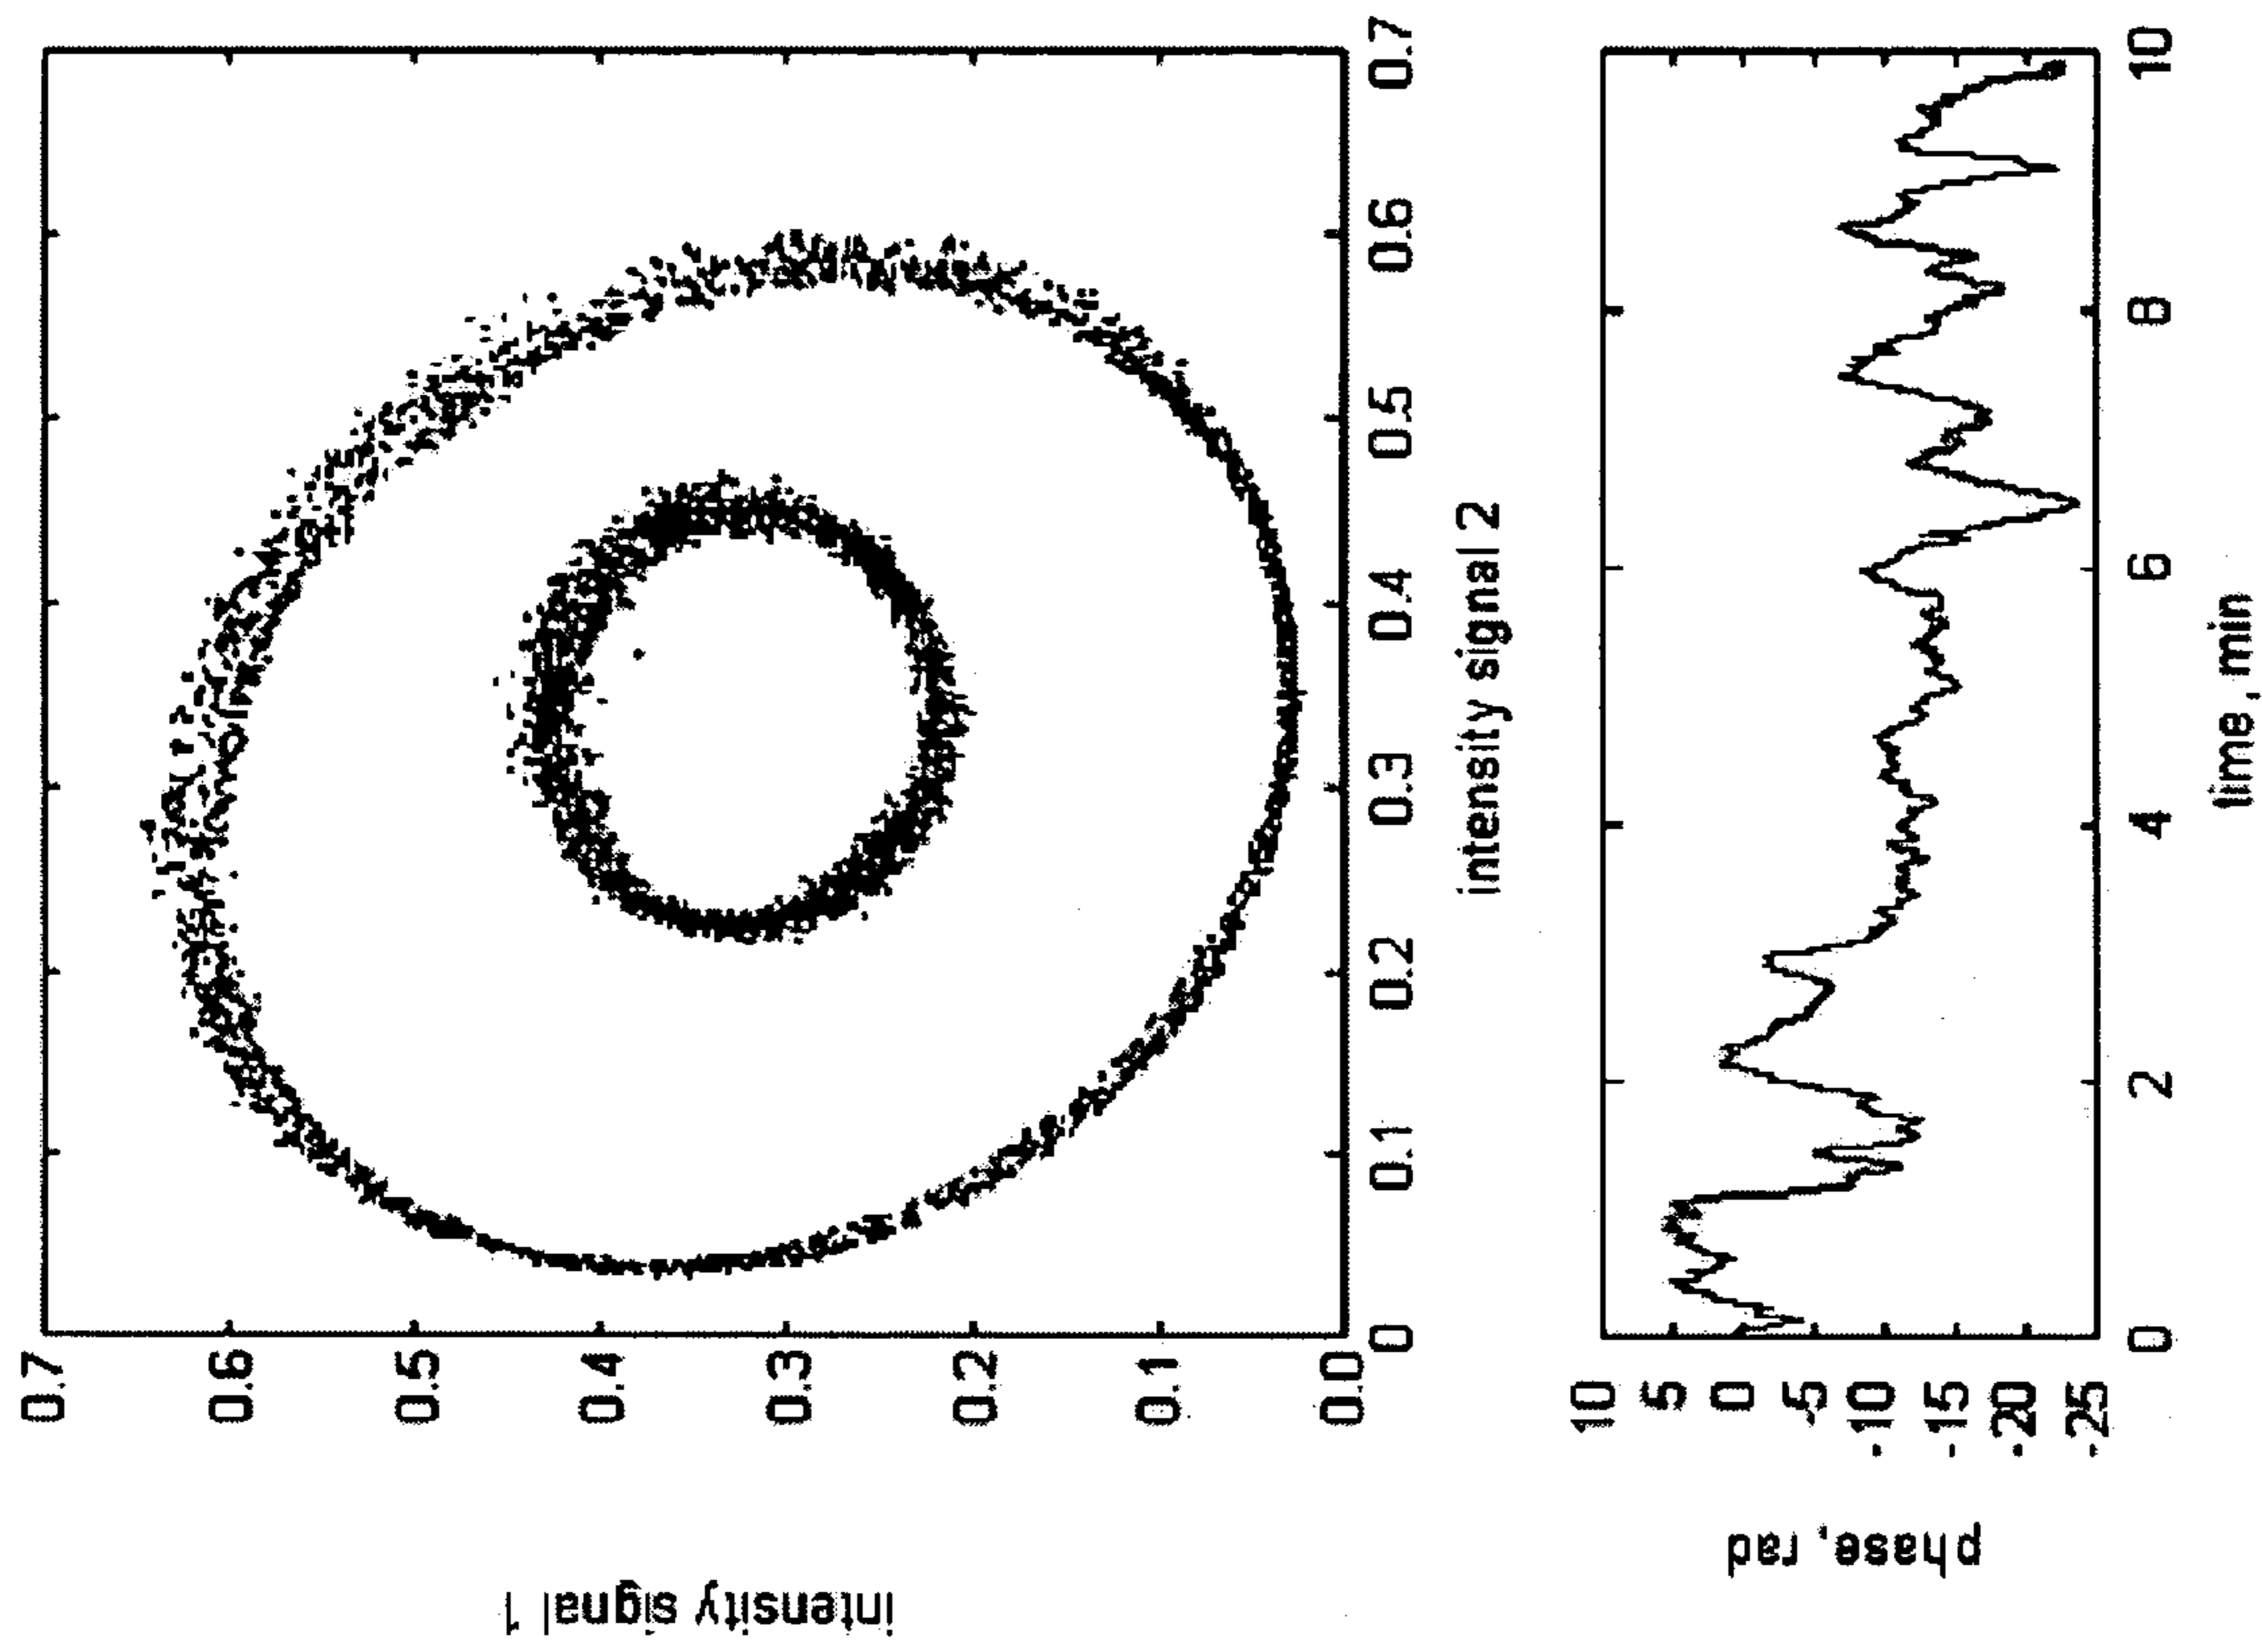 intensity signal 1
0.7
0.6
0.5
0.4
0.3
0.2
0.1
0.0
0 0.1 0.2 0.3 0.4 0.5 0.6 0.7
intensity signal 2
phase, rad
10
5
0
-5
-10
-15
-20
-25
0 2 4 6 8 10
time, min